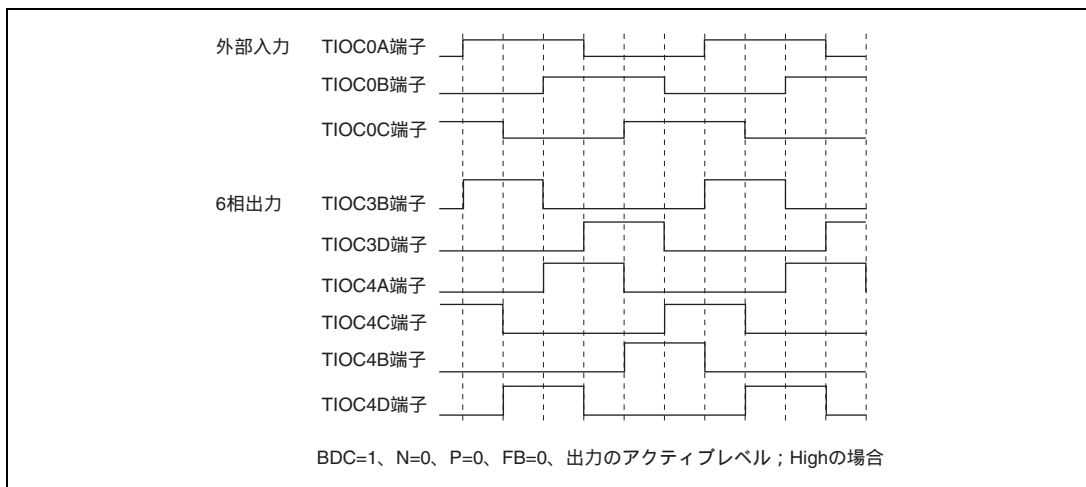 外部入力 TIOC0A端子
TIOC0B端子
TIOC0C端子
6相出力 TIOC3B端子
TIOC3D端子
TIOC4A端子
TIOC4C端子
TIOC4B端子
TIOC4D端子
BDC=1、N=0、P=0、FB=0、出力のアクティブレベル；Highの場合